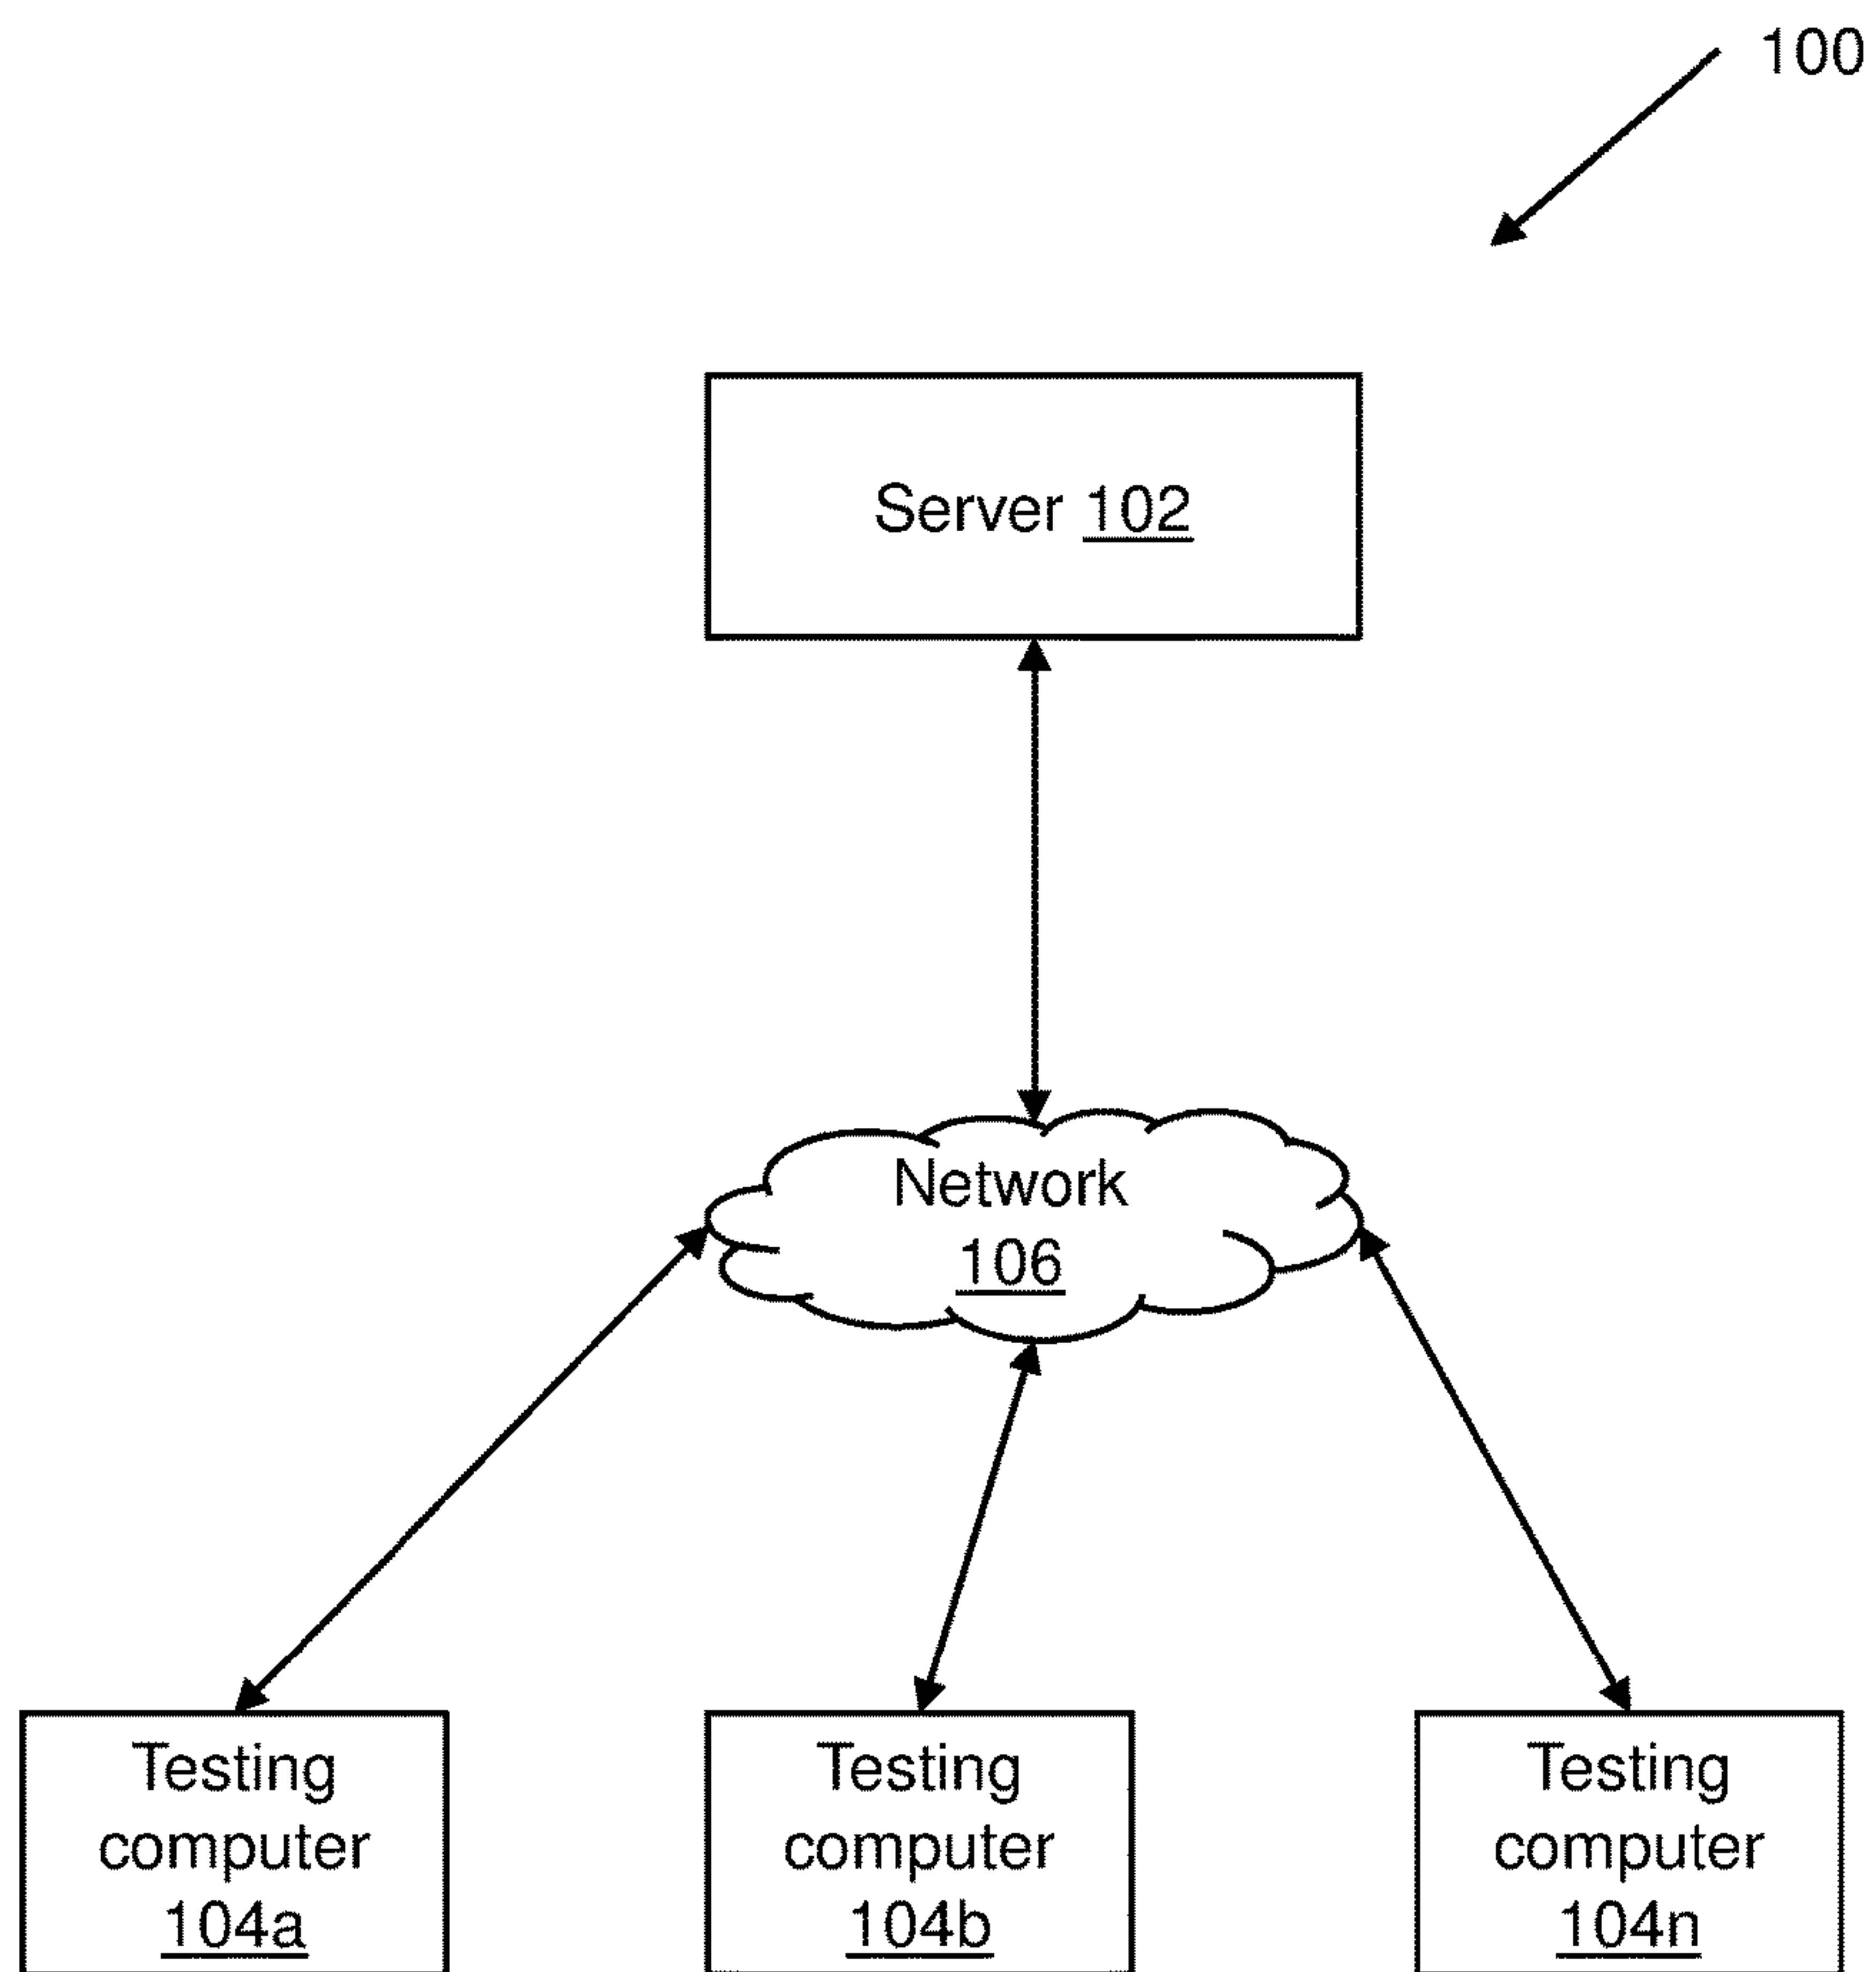 100
Server 102
Network
106
Testing
computer
104a
Testing
computer
104b
Testing
computer
104n